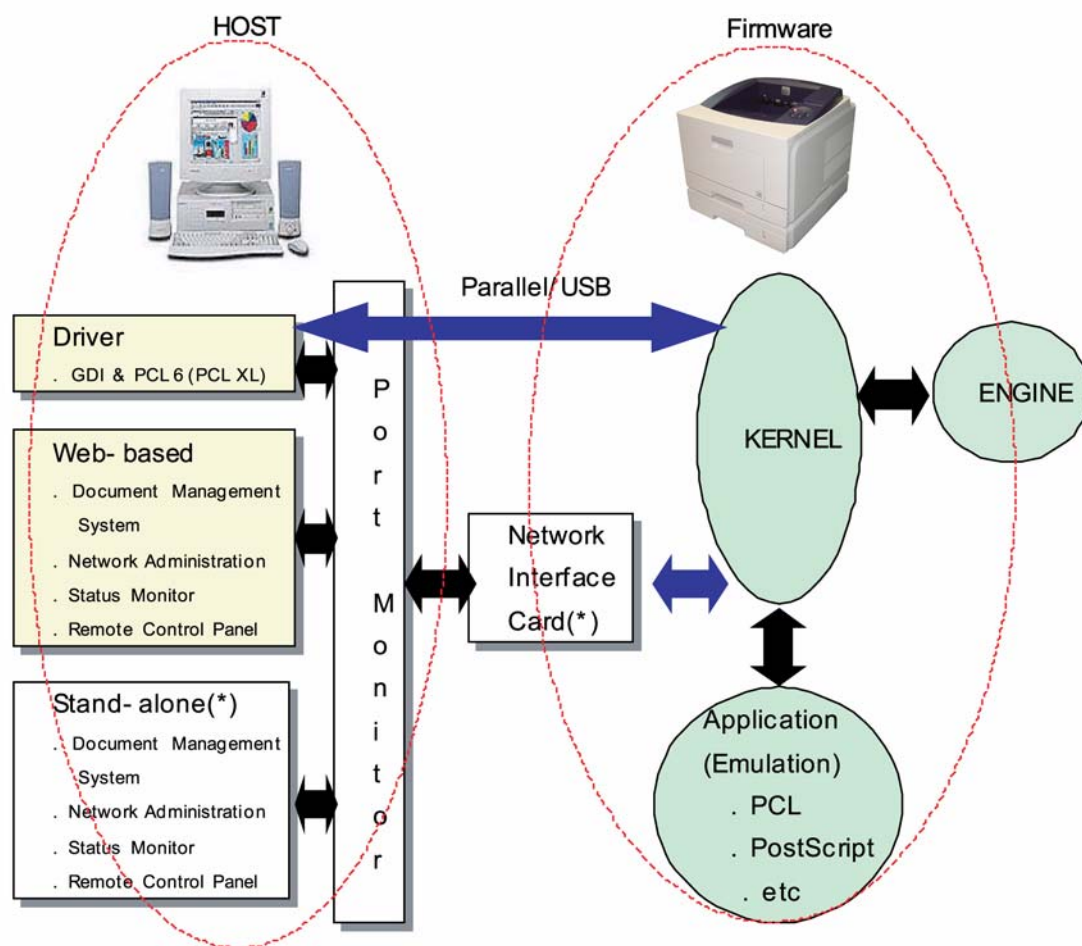 HOST
Firmware
Parallel/USB
Driver
. GDI & PCL 6 (PCL XL)
Web- based
. Document Management
System
. Network Administration
. Status Monitor
. Remote Control Panel
Stand- alone(*)
. Document Management
System
. Network Administration
. Status Monitor
. Remote Control Panel
Port Monitor
Network
Interface
Card(*)
KERNEL
ENGINE
Application
(Emulation)
. PCL
. PostScript
. etc